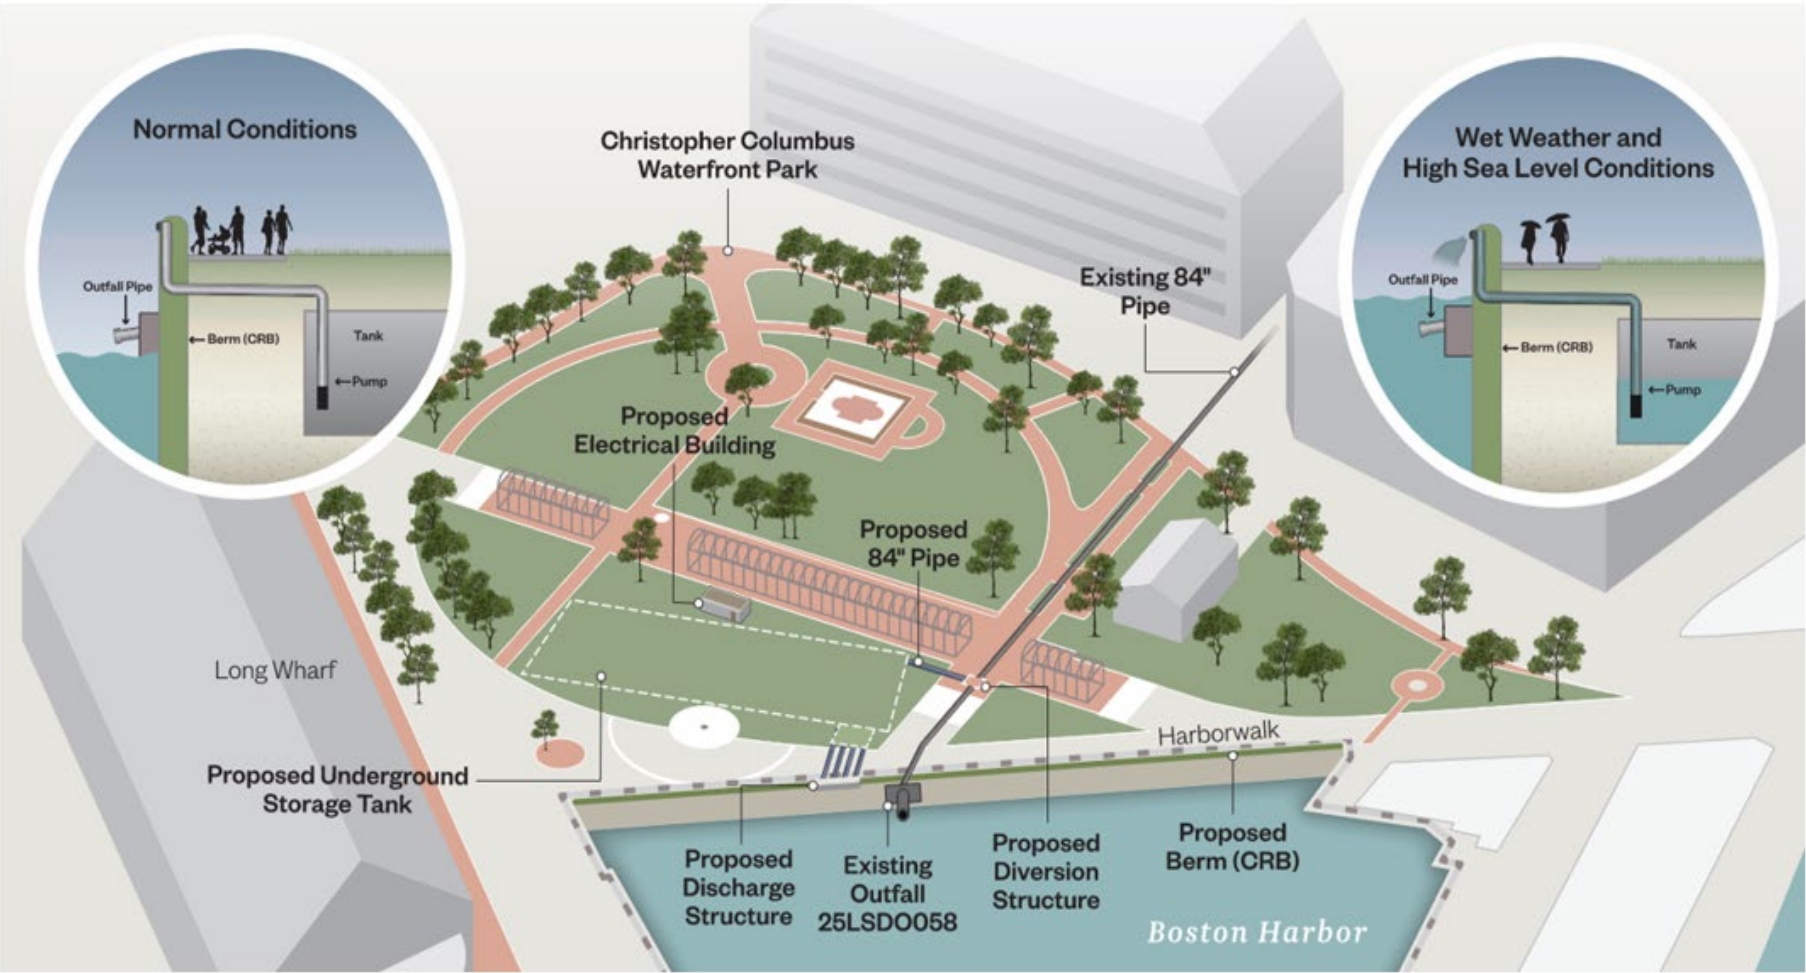 Normal Conditions
Outfall Pipe
Berm (CRB)
Tank
Pump
Christopher Columbus
Waterfront Park
Existing 84"
Pipe
Wet Weather and
High Sea Level Conditions
Outfall Pipe
Berm (CRB)
Tank
Pump
Proposed
Electrical Building
Proposed
84" Pipe
Long Wharf
Harborwalk
Proposed Underground
Storage Tank
Proposed
Discharge
Structure
Existing
Outfall
25LSDO058
Proposed
Diversion
Structure
Proposed
Berm (CRB)
Boston Harbor